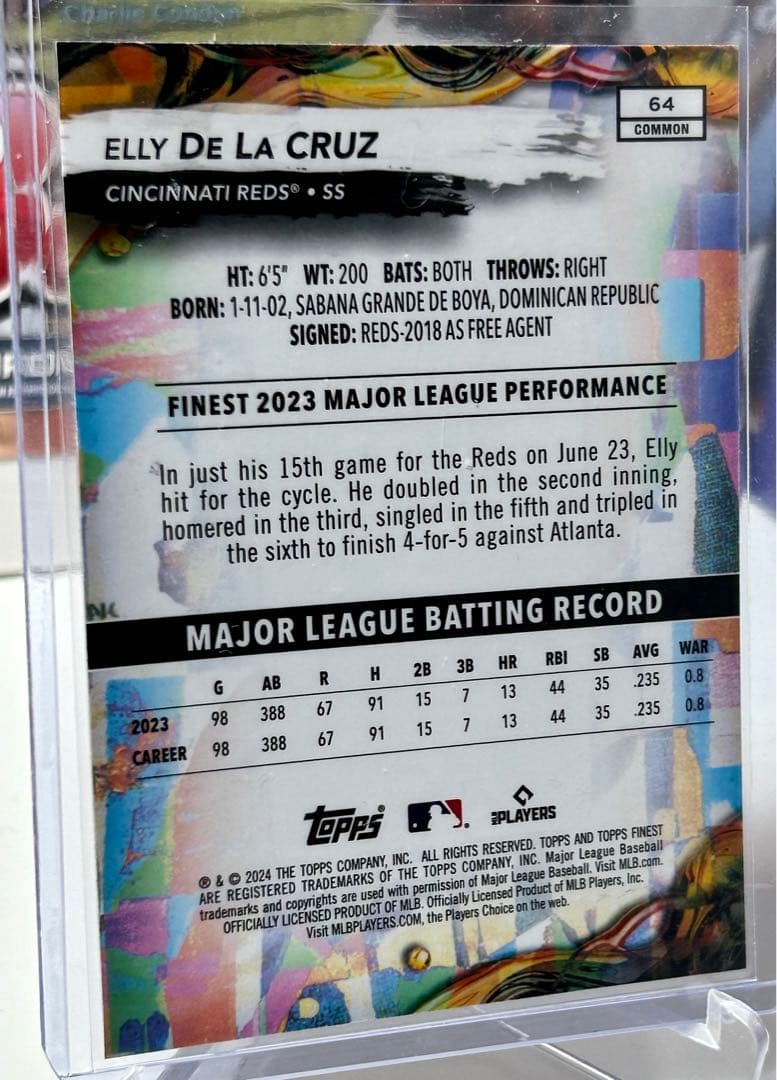 Charlie Condon
64
COMMON
ELLY DE LA CRUZ
CINCINNATI REDS® • SS
HT: 6'5" WT: 200 BATS: BOTH THROWS: RIGHT
BORN: 1-11-02, SABANA GRANDE DE BOYA, DOMINICAN REPUBLIC
SIGNED: REDS-2018 AS FREE AGENT
FINEST 2023 MAJOR LEAGUE PERFORMANCE
In just his 15th game for the Reds on June 23, Elly
hit for the cycle. He doubled in the second inning,
homered in the third, singled in the fifth and tripled in
the sixth to finish 4-for-5 against Atlanta.
MAJOR LEAGUE BATTING RECORD
G AB R H 2B 3B HR RBI SB AVG WAR
2023 98 388 67 91 15 7 13 44 35 .235 0.8
CAREER 98 388 67 91 15 7 13 44 35 .235 0.8
TOPPS® MLB PLAYERS
® & © 2024 THE TOPPS COMPANY, INC. ALL RIGHTS RESERVED. TOPPS AND TOPPS FINEST
ARE REGISTERED TRADEMARKS OF THE TOPPS COMPANY, INC. Major League Baseball
trademarks and copyrights are used with permission of Major League Baseball. Visit MLB.com.
OFFICIALLY LICENSED PRODUCT OF MLB. Officially Licensed Product of MLB Players, Inc.
Visit MLBPLAYERS.COM, the Players Choice on the web.